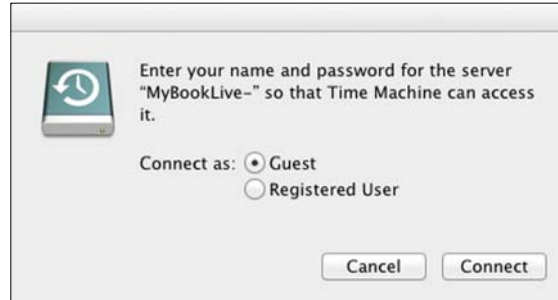 Enter your name and password for the server
“MyBookLive-” so that Time Machine can access
it.
Connect as: Guest
Registered User
Cancel Connect